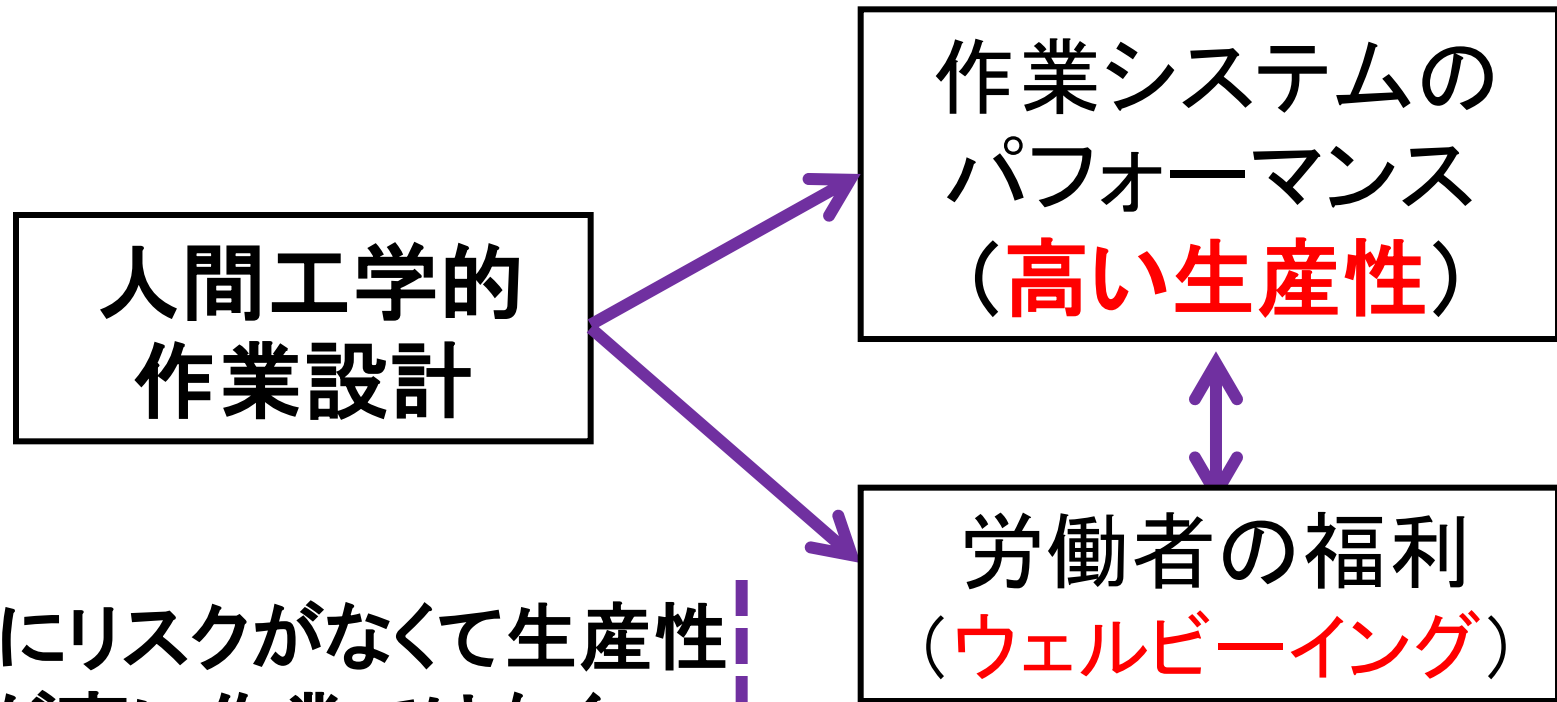 作業システムの
パフォーマンス
（高い生産性）
人間工学的
作業設計
労働者の福利
（ウェルビーイング）
にリスクがなくて生産性